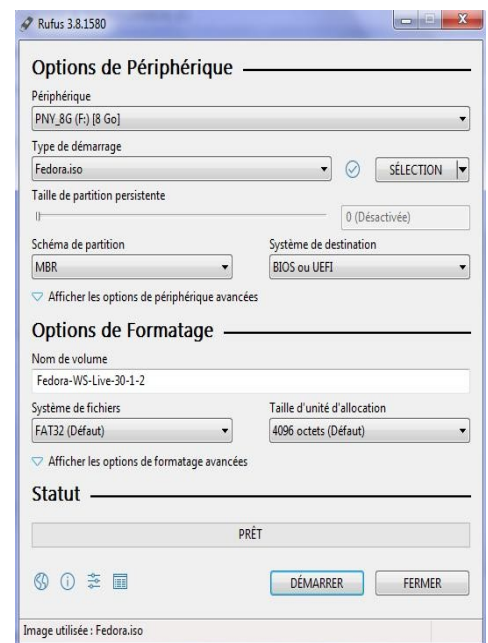 Rufus 3.8.1580
Options de Périphérique
Périphérique
PNY_8G (F:) [8 Go]
Type de démarrage
Fedora.iso
SÉLECTION
Taille de partition persistente
0 (Désactivée)
Schéma de partition Système de destination
MBR BIOS ou UEFI
Afficher les options de périphérique avancées
Options de Formatage
Nom de volume
Fedora-WS-Live-30-1-2
Système de fichiers Taille d'unité d'allocation
FAT32 (Défaut) 4096 octets (Défaut)
Afficher les options de formatage avancées
Statut
PRÊT
DÉMARRER FERMER
Image utilisée : Fedora.iso